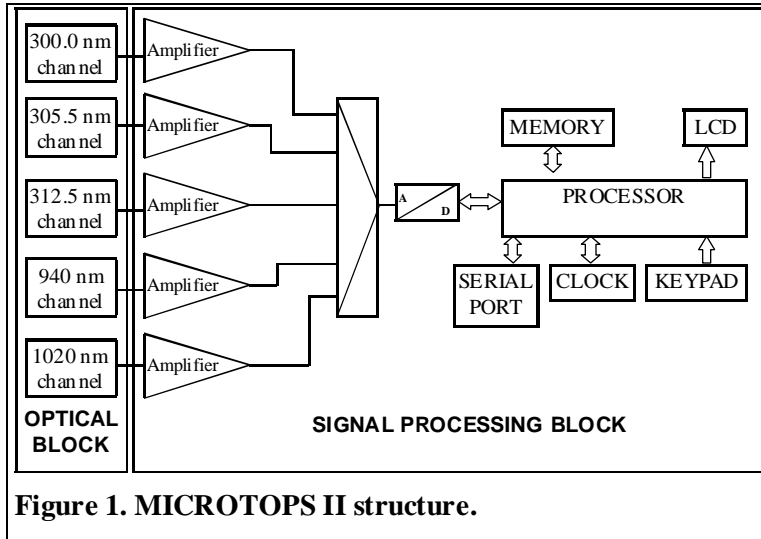 300.0 nm
channel
Amplifier
305.5 nm
channel
Amplifier
312.5 nm
channel
Amplifier
940 nm
channel
Amplifier
1020 nm
channel
Amplifier
A
D
MEMORY
LCD
PROCESSOR
SERIAL
PORT
CLOCK
KEYPAD
OPTICAL
BLOCK
SIGNAL PROCESSING BLOCK
Figure 1. MICROTOPS II structure.